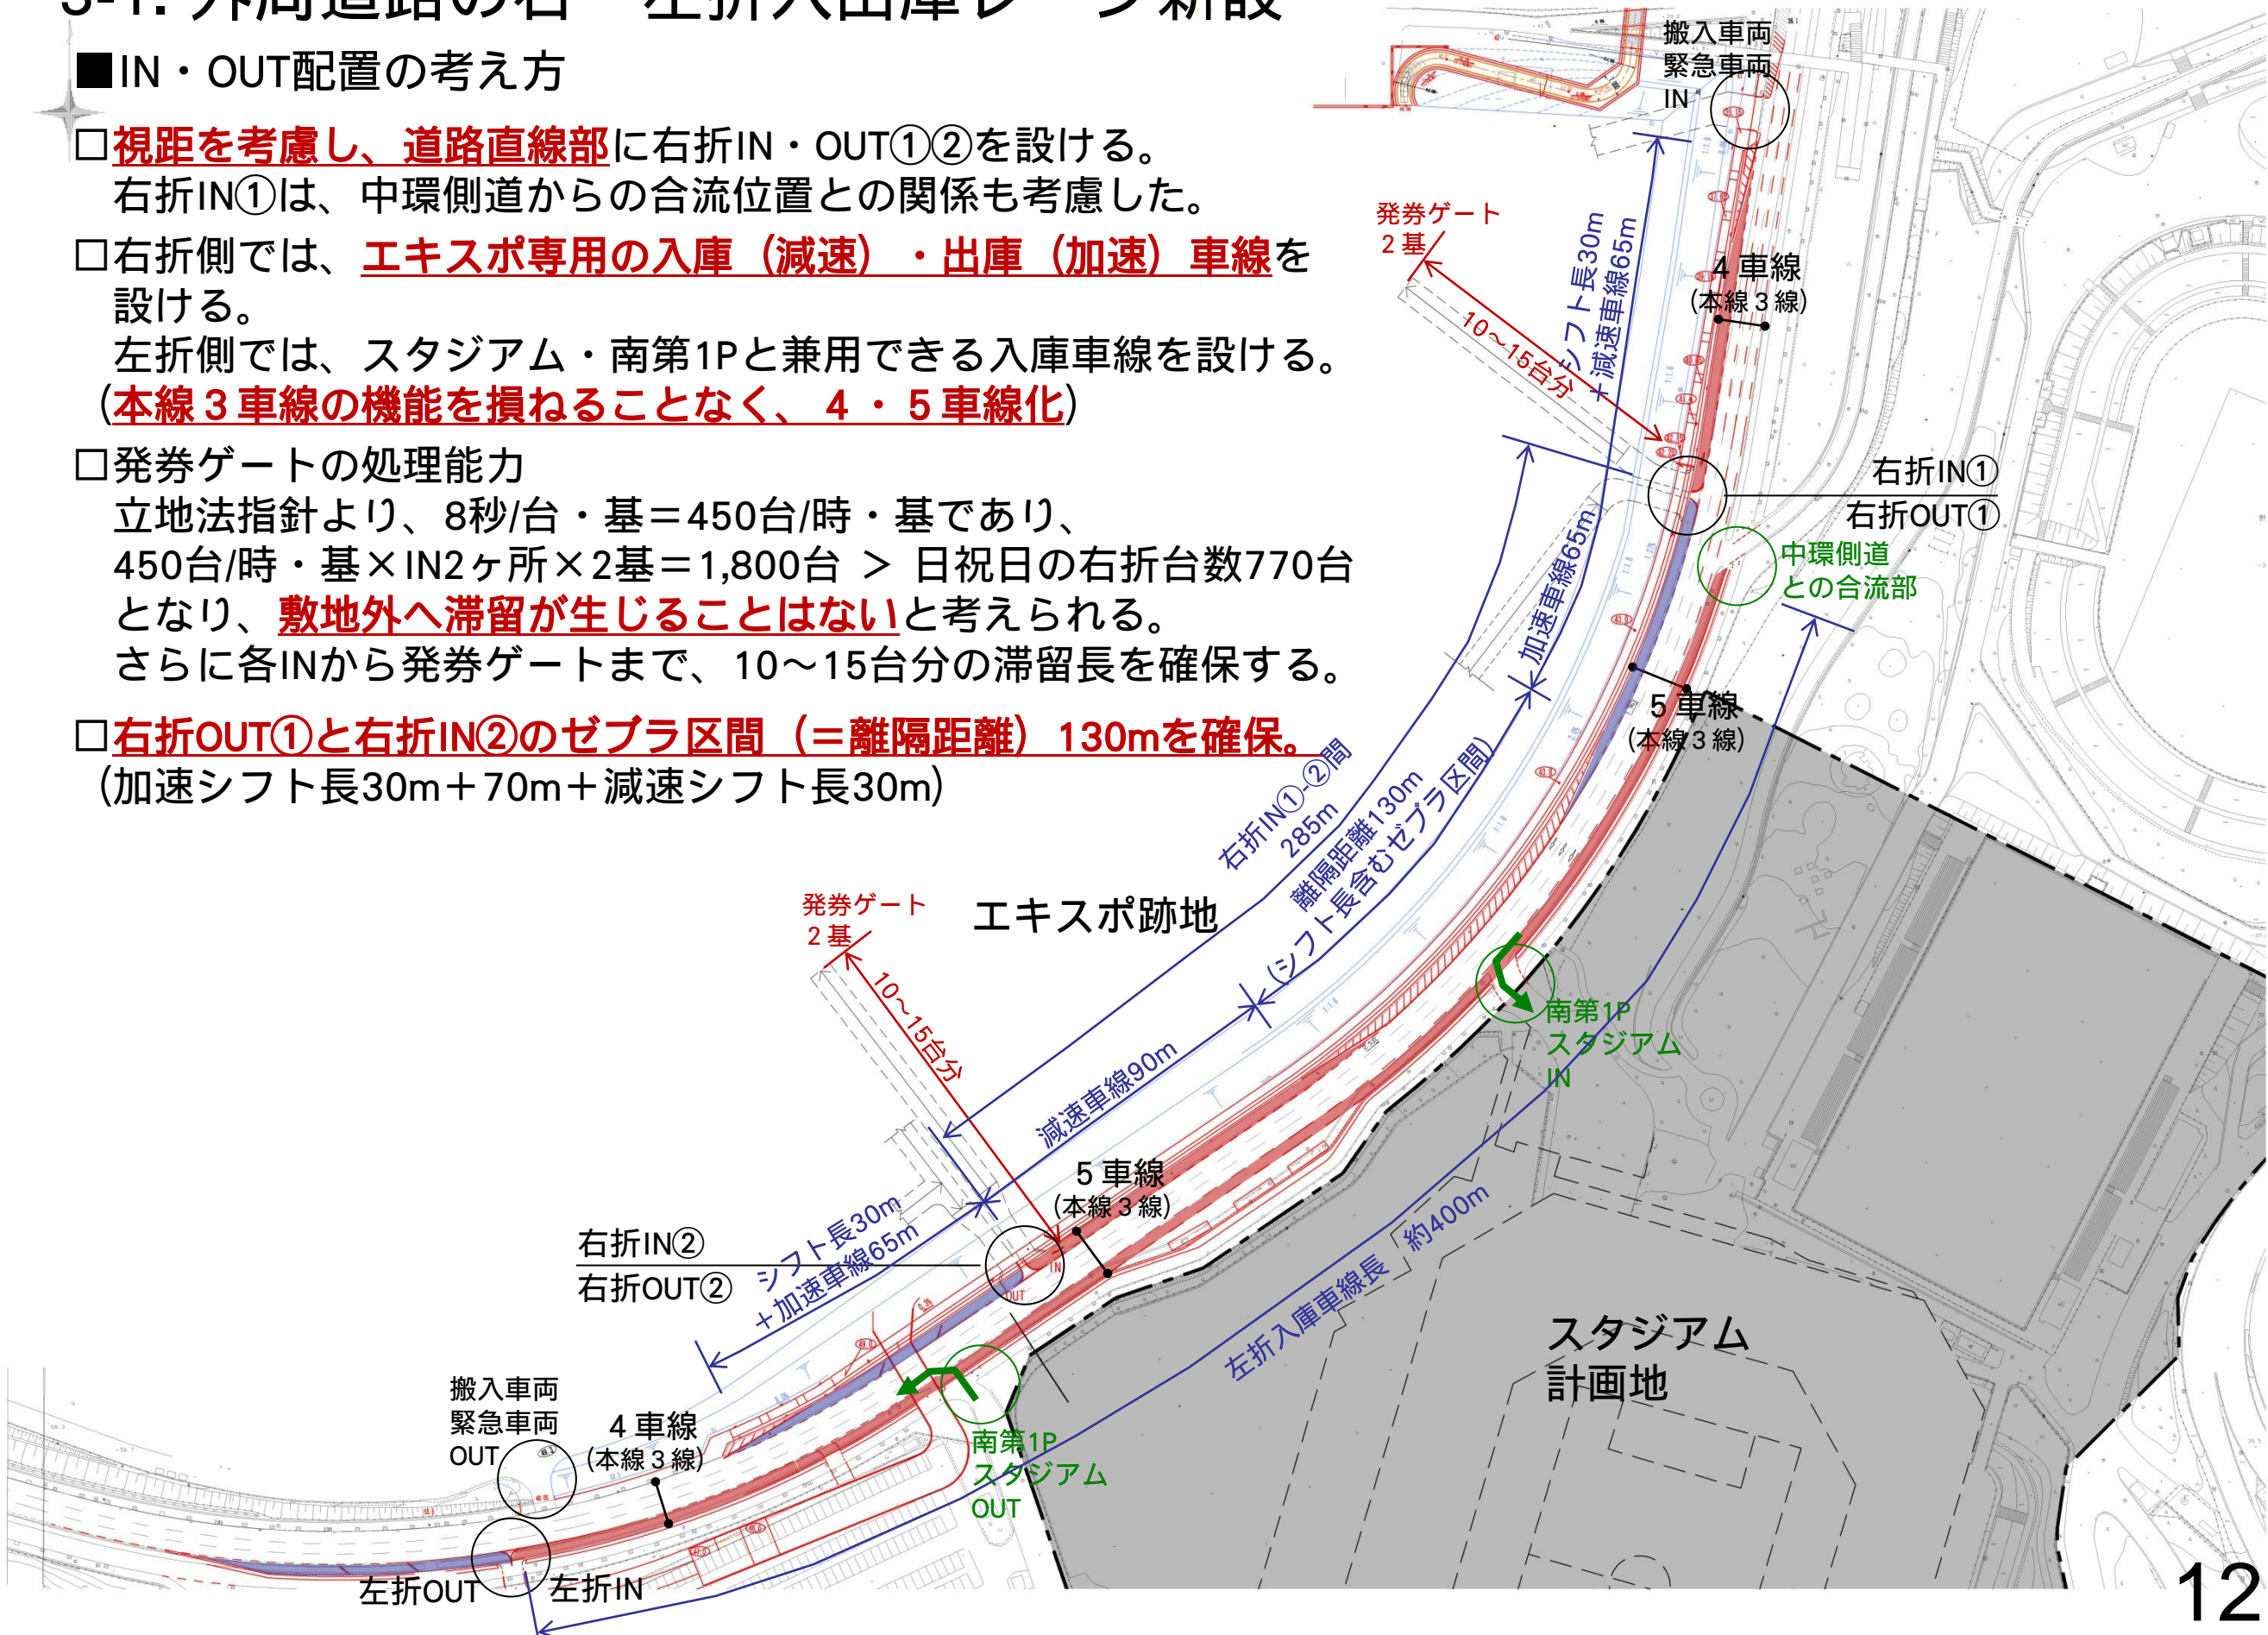 ■IN・OUT配置の考え方
□視距を考慮し、道路直線部に右折IN・OUT①②を設ける。
右折IN①は、中環側道からの合流位置との関係も考慮した。
□右折側では、エキスポ専用の入庫（減速）・出庫（加速）車線を
設ける。
左折側では、スタジアム・南第1Pと兼用できる入庫車線を設ける。
（本線３車線の機能を損ねることなく、４・５車線化）
□発券ゲートの処理能力
立地法指針より、8秒/台・基＝450台/時・基であり、
450台/時・基×IN2ヶ所×2基＝1,800台 ＞ 日祝日の右折台数770台
となり、敷地外へ滞留が生じることはないと考えられる。
さらに各INから発券ゲートまで、10～15台分の滞留長を確保する。
□右折OUT①と右折IN②のゼブラ区間（＝離隔距離）130mを確保。
（加速シフト長30m＋70m＋減速シフト長30m）
搬入車両
緊急車両
IN
発券ゲート
２基
10～15台分
シフト長30m
＋減速車線65m
４車線
（本線３線）
右折IN①
右折OUT①
中環側道
との合流部
加速車線65m
５車線
（本線３線）
右折IN①-②間
285m
離隔距離130m
（シフト長含むゼブラ区間）
エキスポ跡地
発券ゲート
２基
10～15台分
減速車線90m
南第1P
スタジアム
IN
５車線
（本線３線）
右折IN②
右折OUT②
IN
OUT
シフト長30m
＋加速車線65m
左折入庫車線長 約400m
スタジアム
計画地
搬入車両
緊急車両
OUT
４車線
（本線３線）
南第1P
スタジアム
OUT
左折OUT
左折IN
12